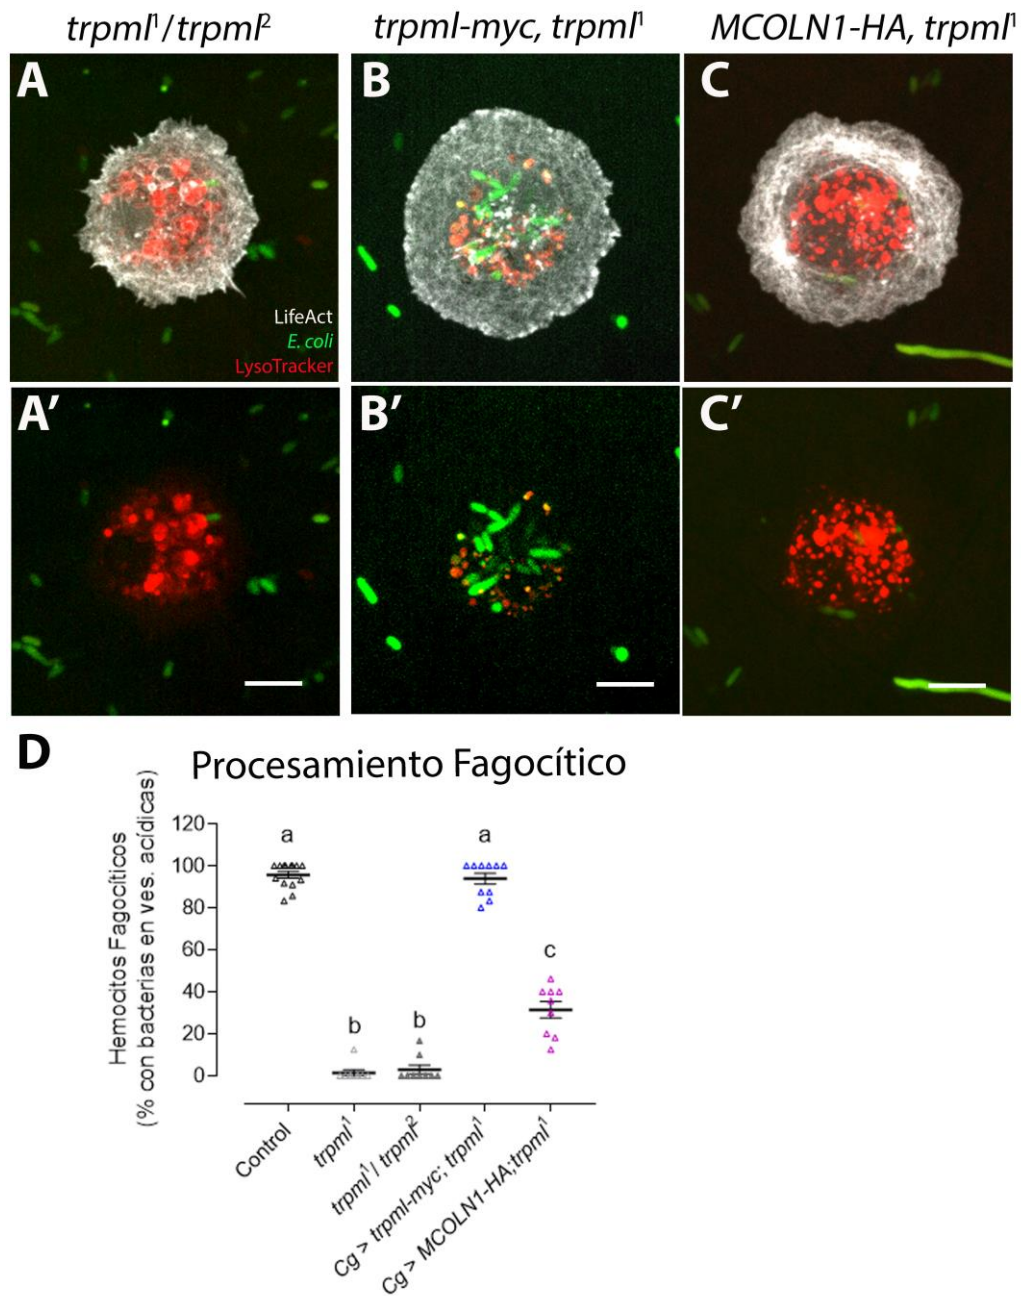 trpml¹/trpml²
trpml-myc, trpml¹
MCOLN1-HA, trpml¹
A
B
C
LifeAct
E. coli
LysoTracker
A'
B'
C'
D
Procesamiento Fagocítico
Hemocitos Fagocíticos
(% con bacterias en ves. acídicas)
120
100
80
60
40
20
0
a
b
b
a
c
Control
trpml¹
trpml¹/ trpml²
Cg > trpml-myc; trpml¹
Cg > MCOLN1-HA;trpml¹